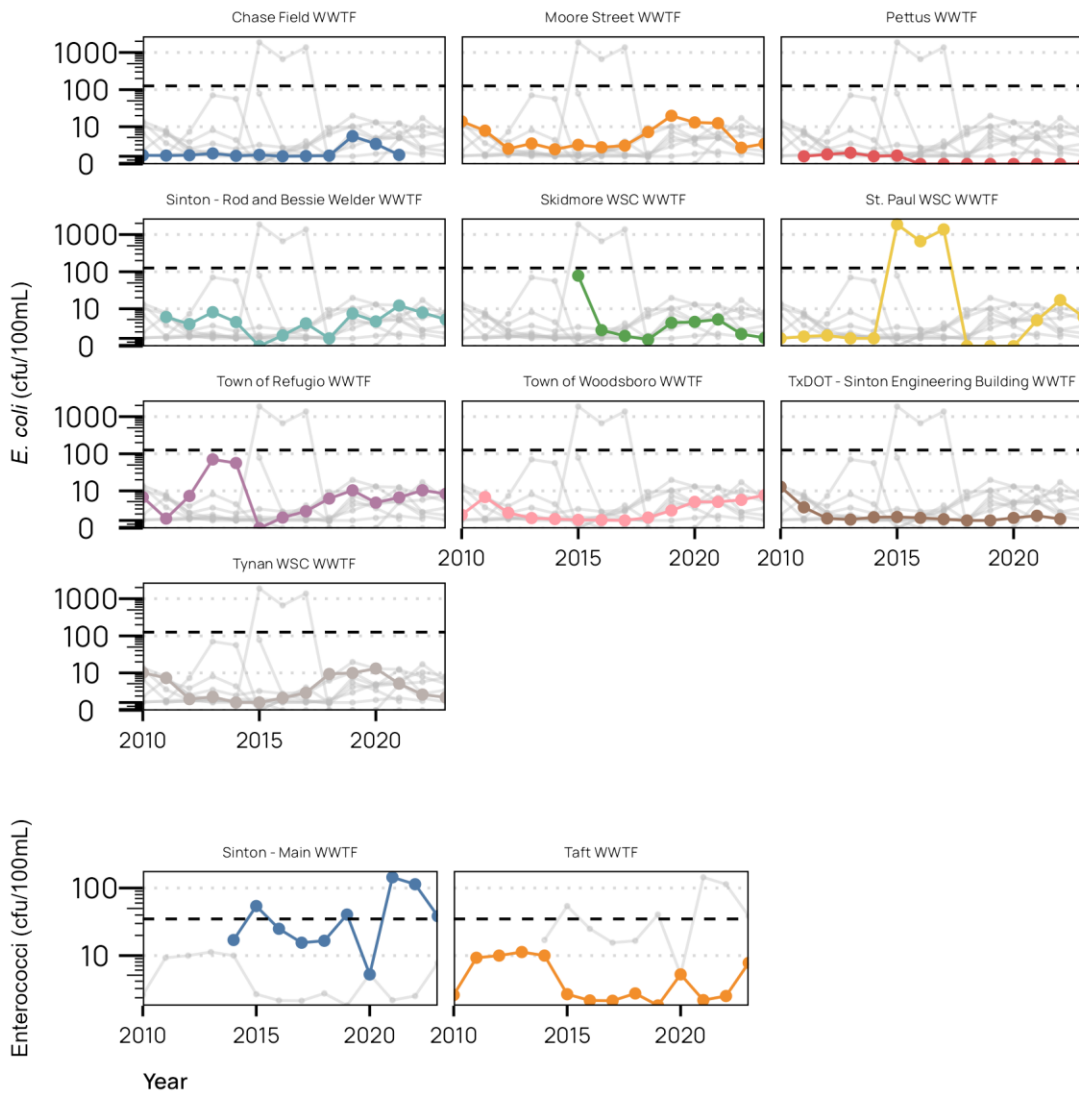 Chase Field WWTF Moore Street WWTF Pettus WWTF
1000
100
10
0
Sinton - Rod and Bessie Welder WWTF Skidmore WSC WWTF St. Paul WSC WWTF
1000
100
10
0
E. coli (cfu/100mL)
Town of Refugio WWTF Town of Woodsboro WWTF TxDOT - Sinton Engineering Building WWTF
1000
100
10
0
2010 2015 2020 2010 2015 2020
Tynan WSC WWTF
1000
100
10
0
2010 2015 2020
Enterococci (cfu/100mL)
Sinton - Main WWTF Taft WWTF
100
10
2010 2015 2020 2010 2015 2020
Year